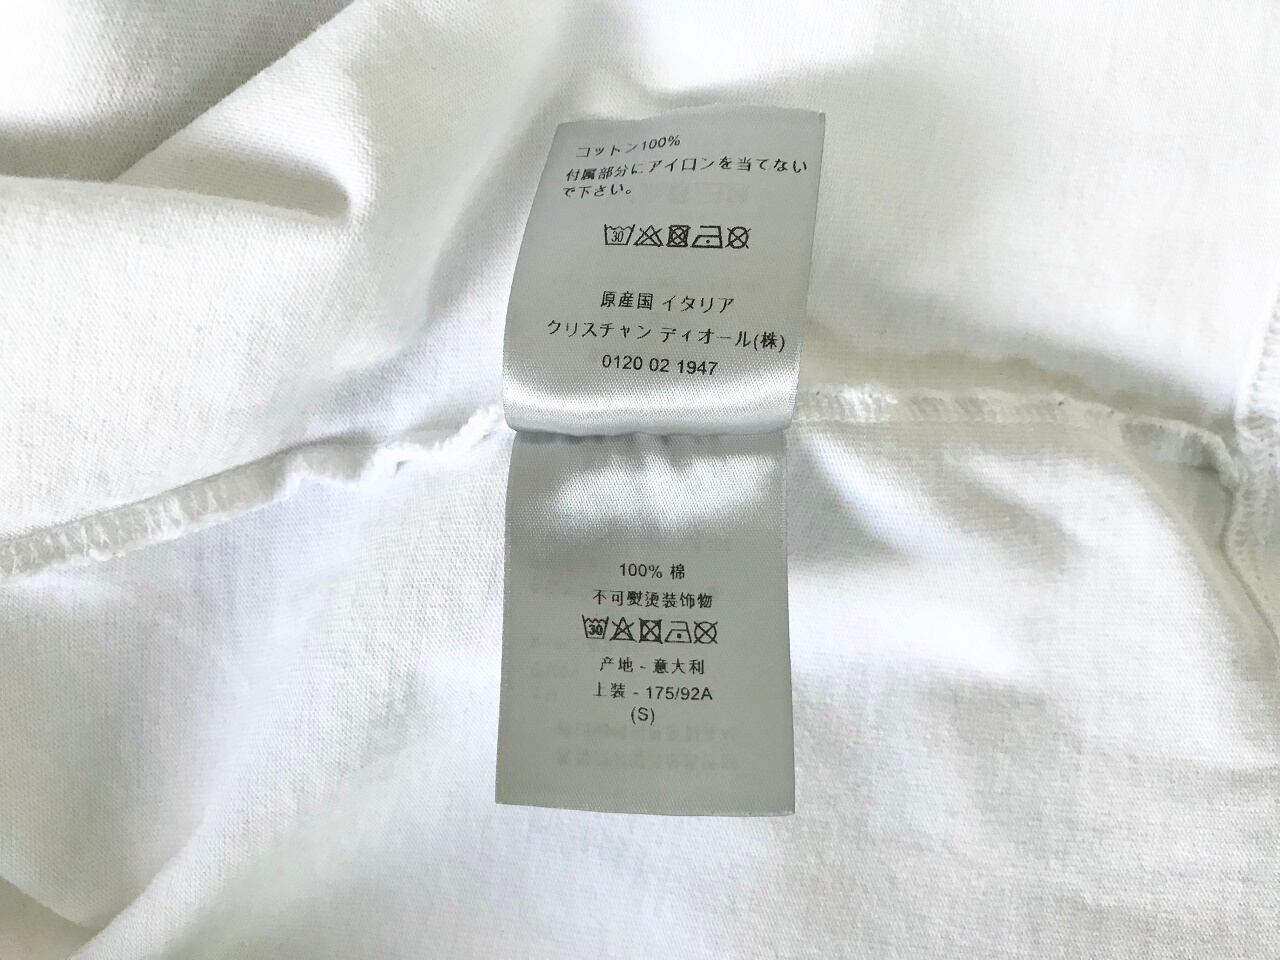 コットン100%
付属部分にアイロンを当てない
で下さい。
30
原産国 イタリア
クリスチャン ディオール(株)
0120 02 1947
100% 棉
不可熨烫装饰物
30
产地 - 意大利
上装 - 175/92A
(S)